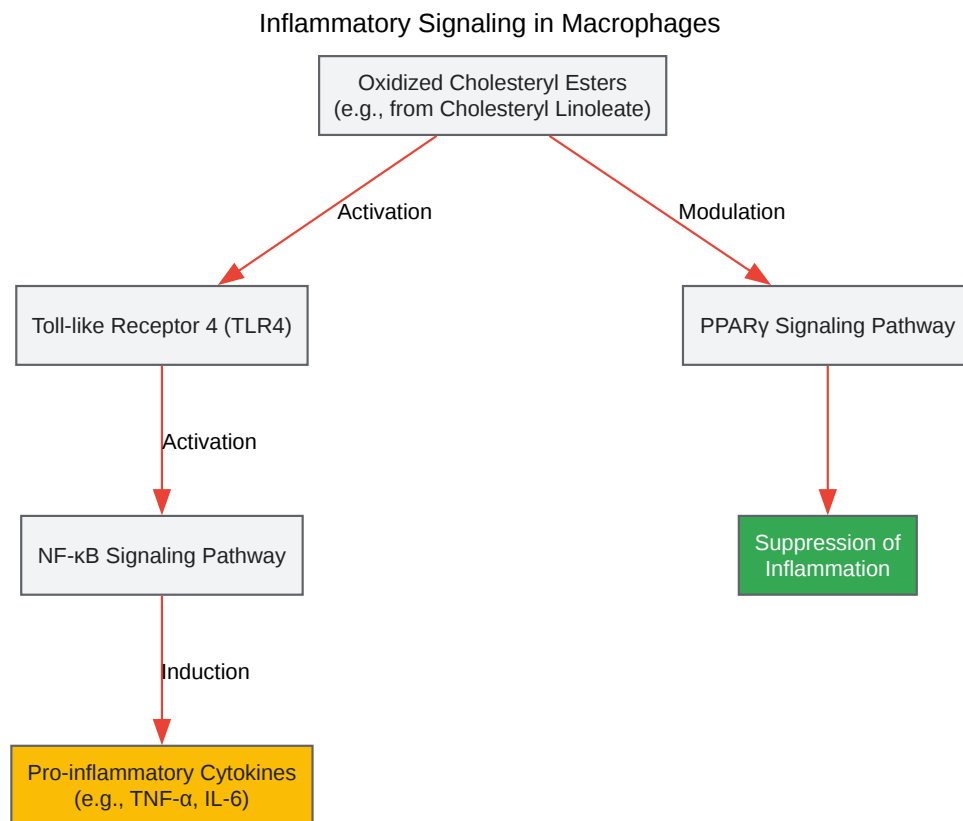 Inflammatory Signaling in Macrophages
Oxidized Cholesteryl Esters
(e.g., from Cholesteryl Linoleate)
Activation
Modulation
Toll-like Receptor 4 (TLR4)
PPARγ Signaling Pathway
Activation
NF-κB Signaling Pathway
Suppression of
Inflammation
Induction
Pro-inflammatory Cytokines
(e.g., TNF-α, IL-6)